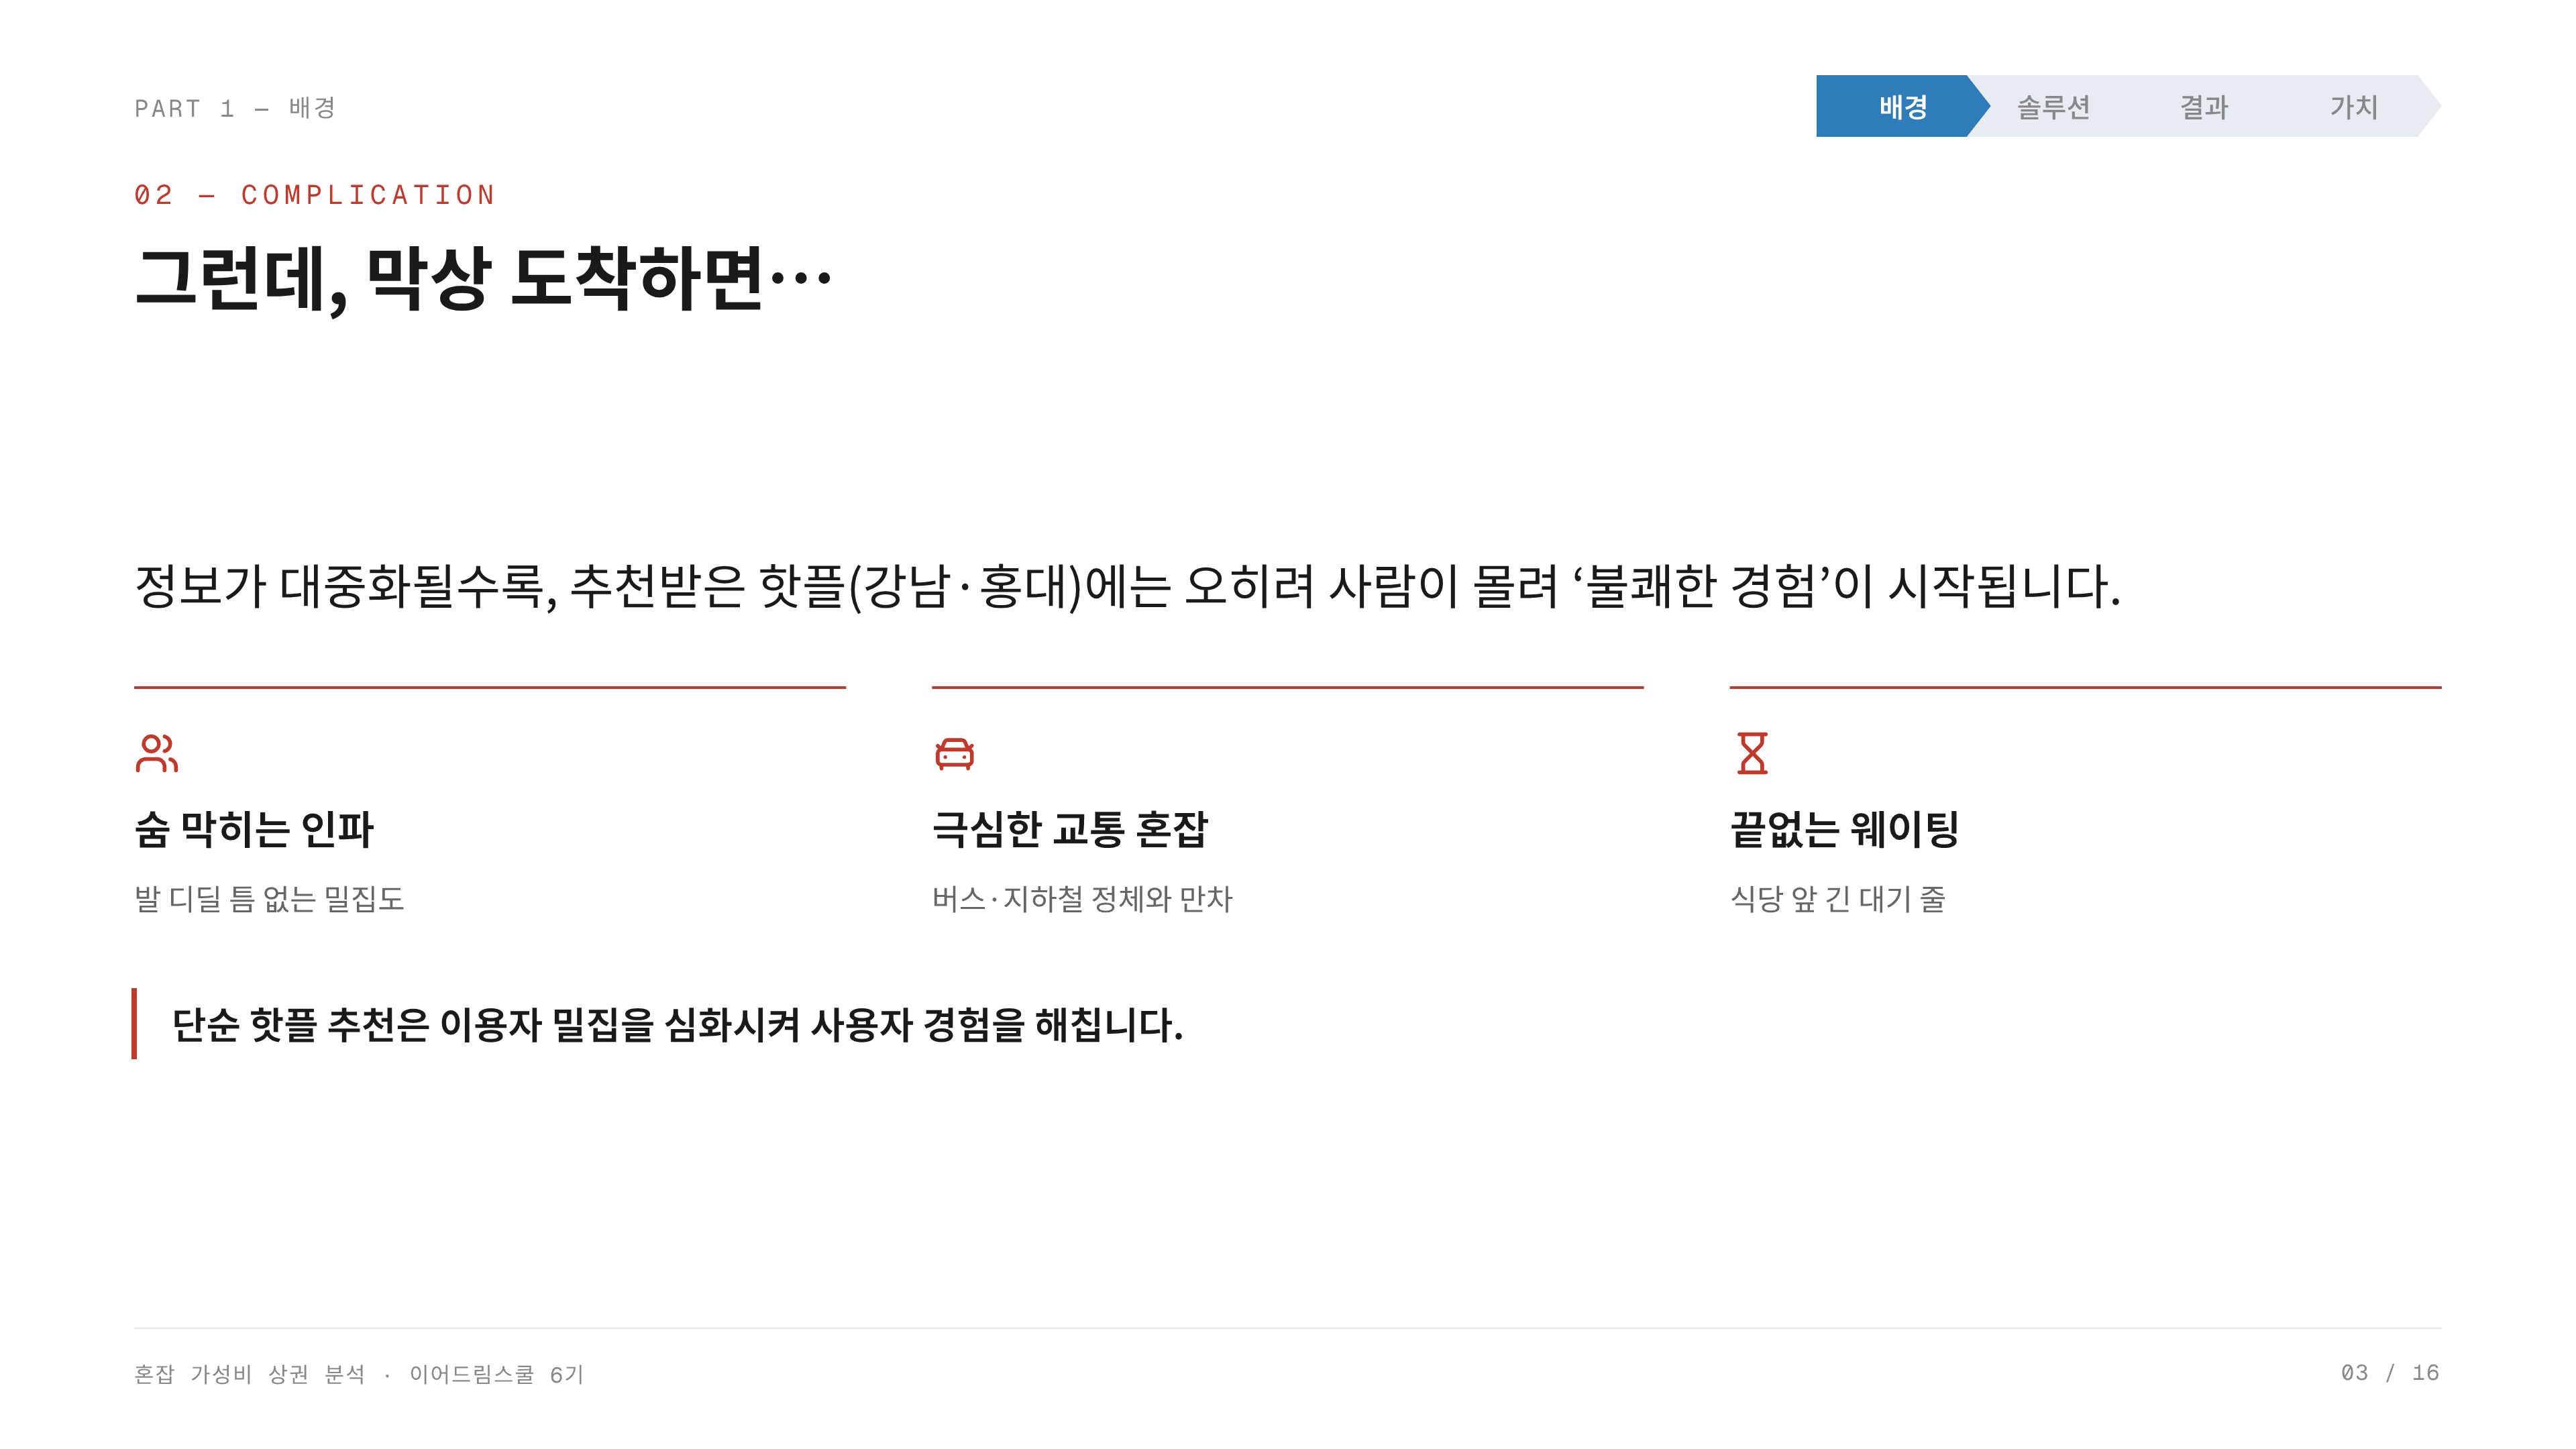 PART 1 — 배경
배경 솔루션 결과 가치
02 — COMPLICATION
그런데, 막상 도착하면…
정보가 대중화될수록, 추천받은 핫플(강남·홍대)에는 오히려 사람이 몰려 ‘불쾌한 경험’이 시작됩니다.
숨 막히는 인파
발 디딜 틈 없는 밀집도
극심한 교통 혼잡
버스·지하철 정체와 만차
끝없는 웨이팅
식당 앞 긴 대기 줄
단순 핫플 추천은 이용자 밀집을 심화시켜 사용자 경험을 해칩니다.
혼잡 가성비 상권 분석 · 이어드림스쿨 6기
03 / 16